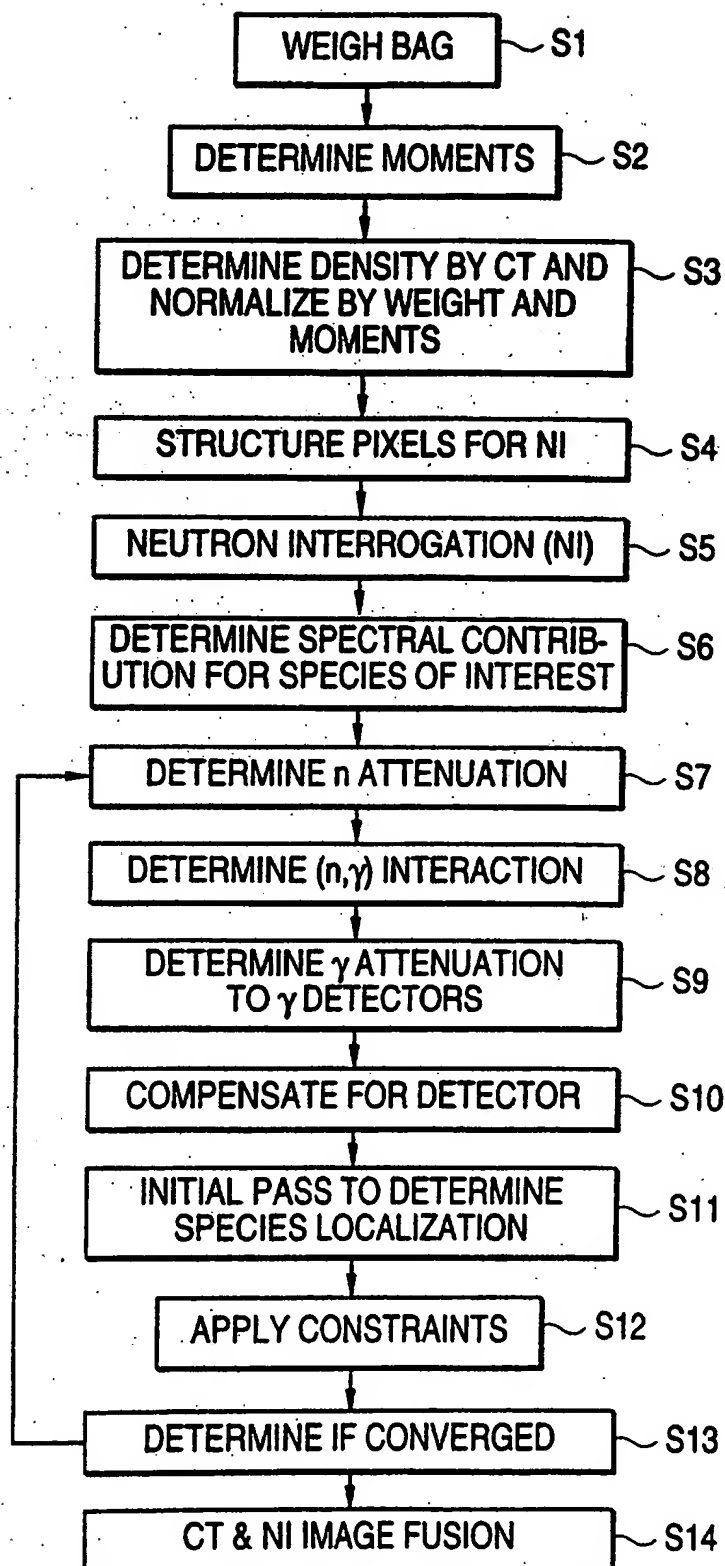 WEIGH BAG S1
DETERMINE MOMENTS S2
DETERMINE DENSITY BY CT AND
NORMALIZE BY WEIGHT AND
MOMENTS
S3
STRUCTURE PIXELS FOR NI S4
NEUTRON INTERROGATION (NI) S5
DETERMINE SPECTRAL CONTRIB-
UTION FOR SPECIES OF INTEREST
S6
DETERMINE n ATTENUATION S7
DETERMINE (n,γ) INTERACTION S8
DETERMINE γ ATTENUATION
TO γ DETECTORS
S9
COMPENSATE FOR DETECTOR S10
INITIAL PASS TO DETERMINE
SPECIES LOCALIZATION
S11
APPLY CONSTRAINTS S12
DETERMINE IF CONVERGED S13
CT & NI IMAGE FUSION S14